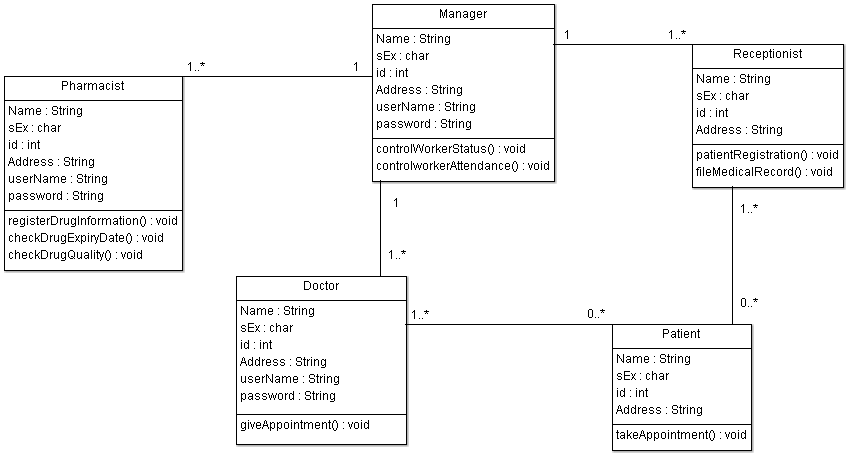 Manager
Name : String
sEx : char
id : int
Address : String
userName : String
password : String
controlWorkerStatus() : void
controlworkerAttendance() : void
1
1..*
Receptionist
Name : String
sEx : char
id : int
Address : String
patientRegistration() : void
fileMedicalRecord() : void
1..*
1
Pharmacist
Name : String
sEx : char
id : int
Address : String
userName : String
password : String
registerDrugInformation() : void
checkDrugExpiryDate() : void
checkDrugQuality() : void
1
1..*
1..*
0..*
Doctor
Name : String
sEx : char
id : int
Address : String
userName : String
password : String
giveAppointment() : void
1..*
0..*
Patient
Name : String
sEx : char
id : int
Address : String
takeAppointment() : void